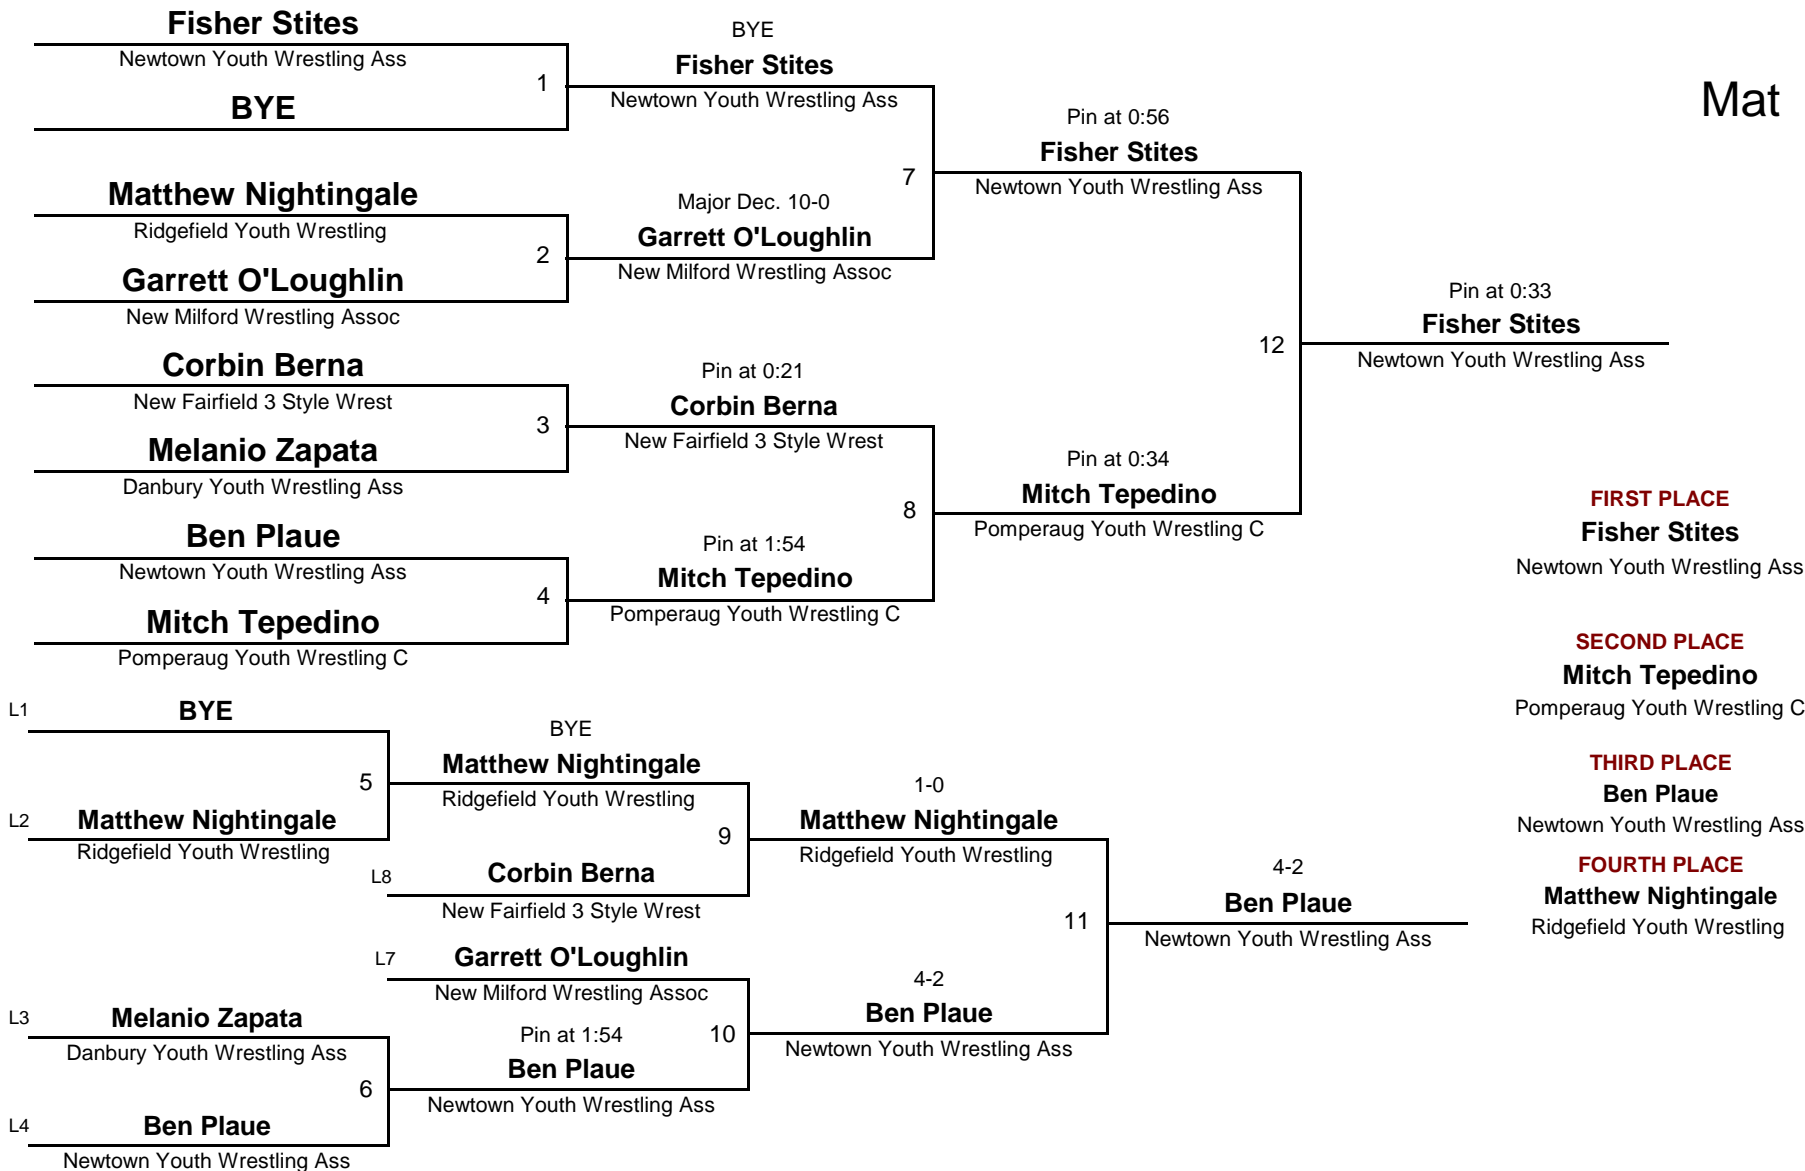 Fisher Stites
Newtown Youth Wrestling Ass
1
BYE
BYE
Fisher Stites
Newtown Youth Wrestling Ass
Mat
Matthew Nightingale
Ridgefield Youth Wrestling
2
Garrett O'Loughlin
New Milford Wrestling Assoc
Major Dec. 10-0
Garrett O'Loughlin
New Milford Wrestling Assoc
7
Pin at 0:56
Fisher Stites
Newtown Youth Wrestling Ass
Corbin Berna
New Fairfield 3 Style Wrest
3
Melanio Zapata
Danbury Youth Wrestling Ass
Pin at 0:21
Corbin Berna
New Fairfield 3 Style Wrest
Ben Plaue
Newtown Youth Wrestling Ass
4
Mitch Tepedino
Pomperaug Youth Wrestling C
Pin at 1:54
Mitch Tepedino
Pomperaug Youth Wrestling C
8
Pin at 0:34
Mitch Tepedino
Pomperaug Youth Wrestling C
12
Pin at 0:33
Fisher Stites
Newtown Youth Wrestling Ass
FIRST PLACE
Fisher Stites
Newtown Youth Wrestling Ass
SECOND PLACE
Mitch Tepedino
Pomperaug Youth Wrestling C
THIRD PLACE
Ben Plaue
Newtown Youth Wrestling Ass
FOURTH PLACE
Matthew Nightingale
Ridgefield Youth Wrestling
L1
BYE
5
L2
Matthew Nightingale
Ridgefield Youth Wrestling
BYE
Matthew Nightingale
Ridgefield Youth Wrestling
9
L8
Corbin Berna
New Fairfield 3 Style Wrest
1-0
Matthew Nightingale
Ridgefield Youth Wrestling
L7
Garrett O'Loughlin
New Milford Wrestling Assoc
10
L3
Melanio Zapata
Danbury Youth Wrestling Ass
6
L4
Ben Plaue
Newtown Youth Wrestling Ass
Pin at 1:54
Ben Plaue
Newtown Youth Wrestling Ass
4-2
Ben Plaue
Newtown Youth Wrestling Ass
11
4-2
Ben Plaue
Newtown Youth Wrestling Ass